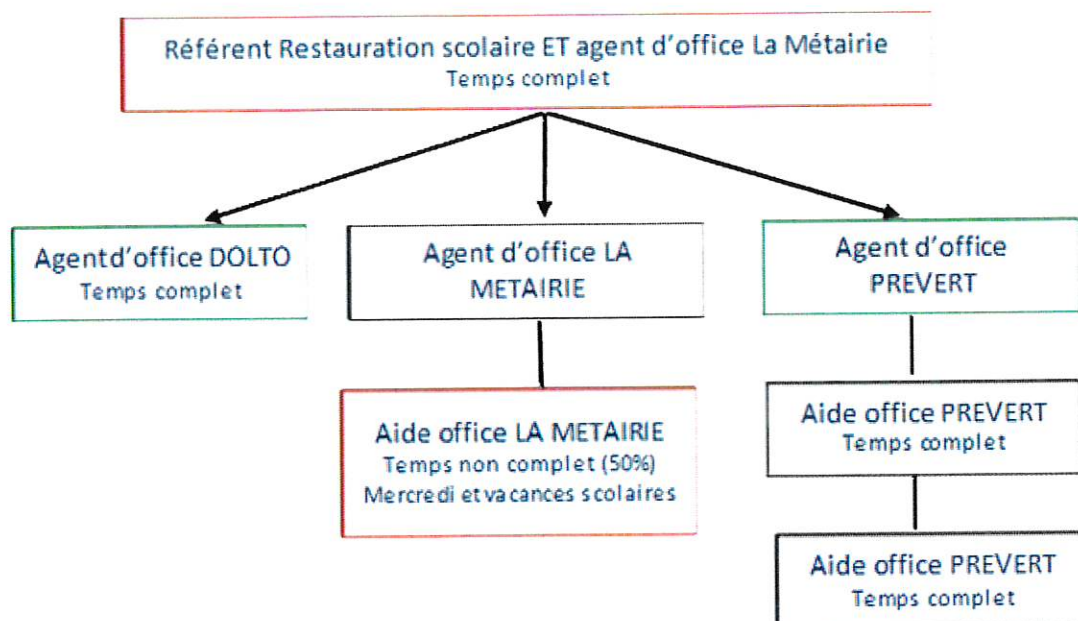 Référent Restauration scolaire ET agent d'office La Métairie
Temps complet
Agent d'office DOLTO
Temps complet
Agent d'office LA
METAIRIE
Agent d'office
PREVERT
Aide office LA METAIRIE
Temps non complet (50%)
Mercredi et vacances scolaires
Aide office PREVERT
Temps complet
Aide office PREVERT
Temps complet